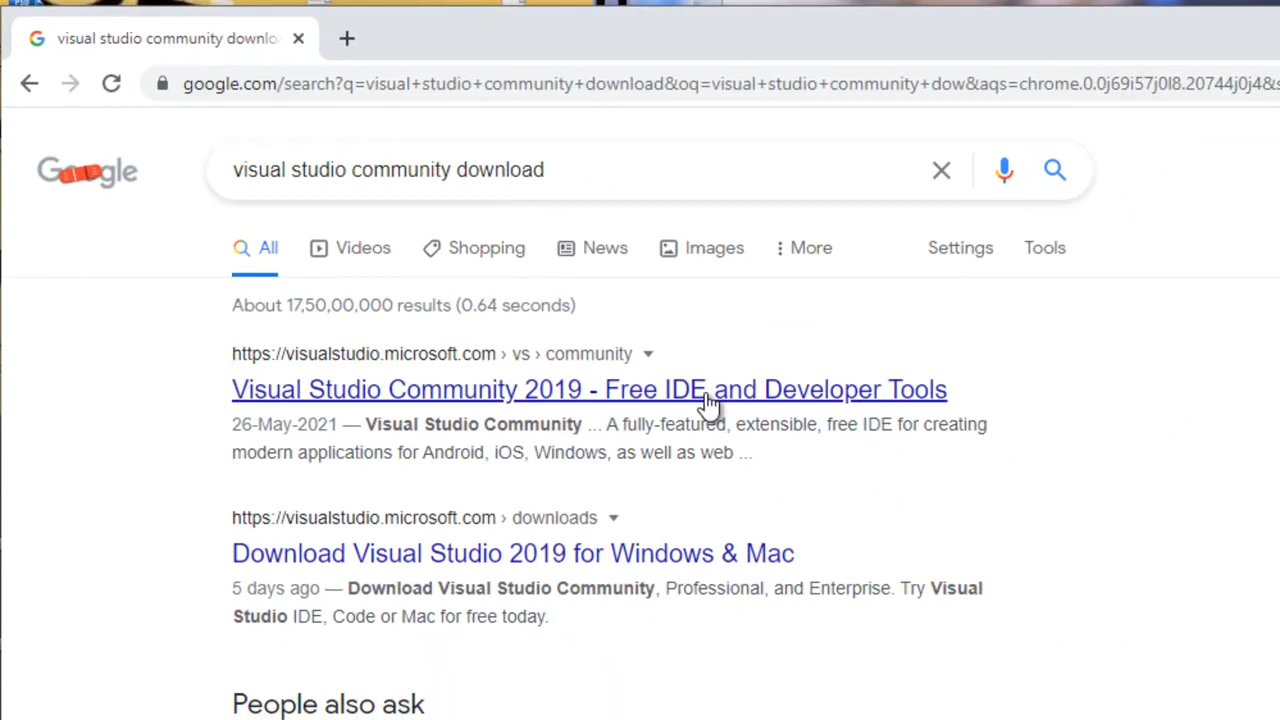 visual studio community downlo
google.com/search?q=visual+studio+community+download&oq=visual+studio+community+dow&aqs=chrome.0.0j69i57j0l8.20744j0j4&s
Google
visual studio community download
All Videos Shopping News Images More Settings Tools
About 17,50,00,000 results (0.64 seconds)
https://visualstudio.microsoft.com › vs › community
Visual Studio Community 2019 - Free IDE and Developer Tools
26-May-2021 — Visual Studio Community ... A fully-featured, extensible, free IDE for creating
modern applications for Android, iOS, Windows, as well as web ...
https://visualstudio.microsoft.com › downloads
Download Visual Studio 2019 for Windows & Mac
5 days ago — Download Visual Studio Community, Professional, and Enterprise. Try Visual
Studio IDE, Code or Mac for free today.
People also ask